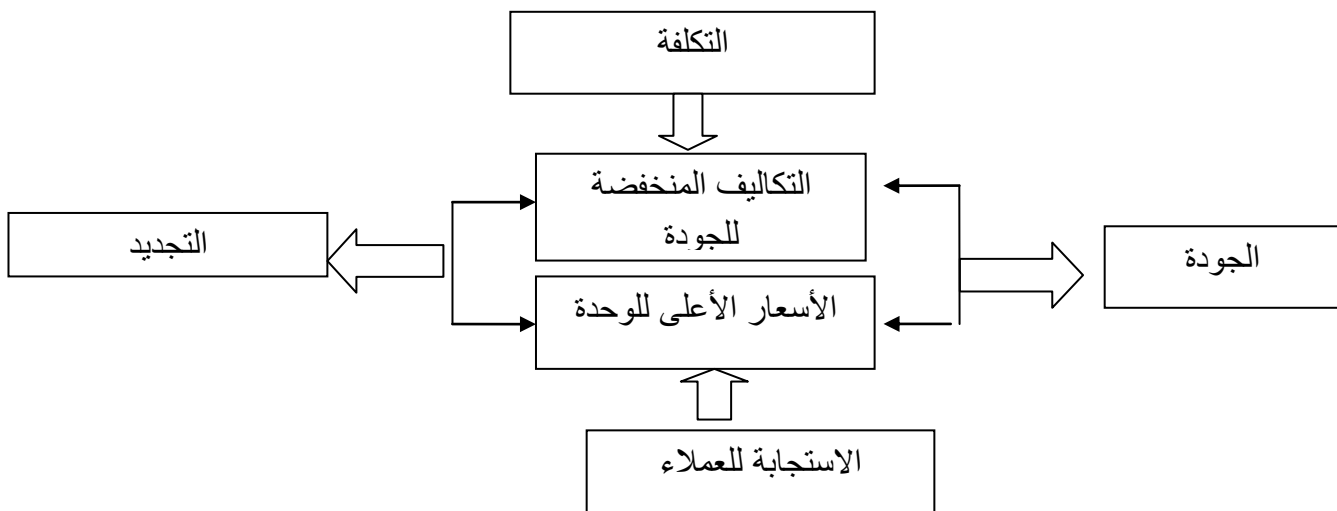 التكلفة
التكاليف المنخفضة
للجودة
التجديد
الجودة
الأسعار الأعلى للوحدة
الاستجابة للعملاء